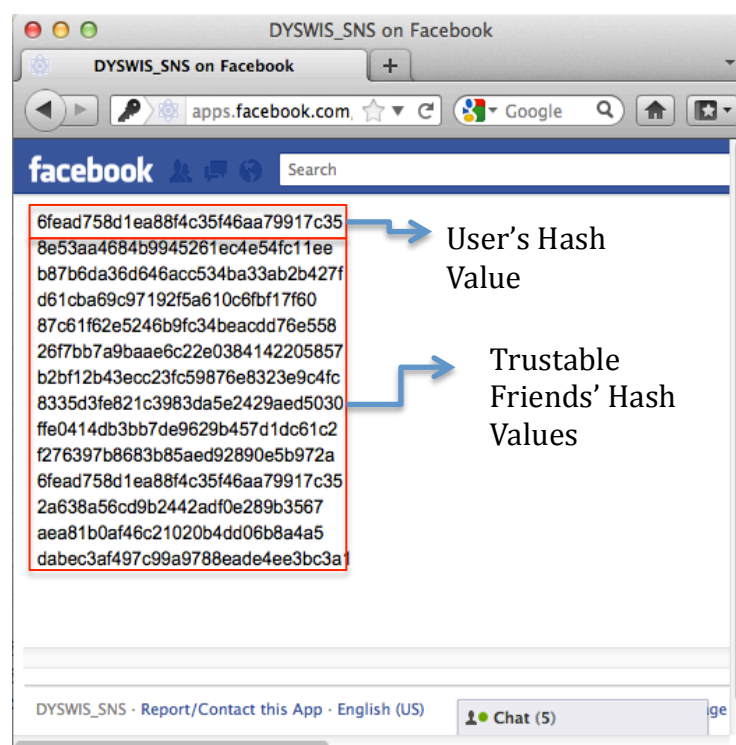 DYSWIS_SNS on Facebook
DYSWIS_SNS on Facebook
apps.facebook.com,
Google
facebook
Search
6fead758d1ea88f4c35f46aa79917c35
8e53aa4684b9945261ec4e54fc11ee
b87b6da36d646acc534ba33ab2b427f
d61cba69c97192f5a610c6fbf17f60
87c61f62e5246b9fc34beacdd76e558
26f7bb7a9baae6c22e0384142205857
b2bf12b43ecc23fc59876e8323e9c4fc
8335d3fe821c3983da5e2429aed5030
ffe0414db3bb7de9629b457d1dc61c2
f276397b8683b85aed92890e5b972a
6fead758d1ea88f4c35f46aa79917c35
2a638a56cd9b2442adf0e289b3567
aea81b0af46c21020b4dd06b8a4a5
dabec3af497c99a9788eade4ee3bc3a1
User's Hash
Value
Trustable
Friends' Hash
Values
DYSWIS_SNS · Report/Contact this App · English (US)
Chat (5)
ge